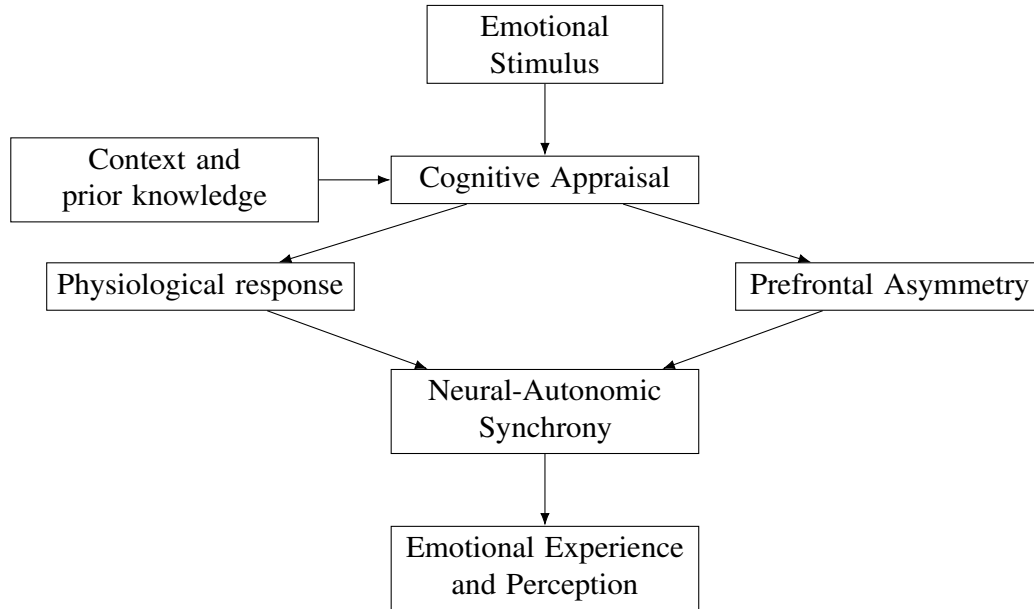 Emotional
Stimulus
Context and
prior knowledge
Cognitive Appraisal
Physiological response
Prefrontal Asymmetry
Neural-Autonomic
Synchrony
Emotional Experience
and Perception